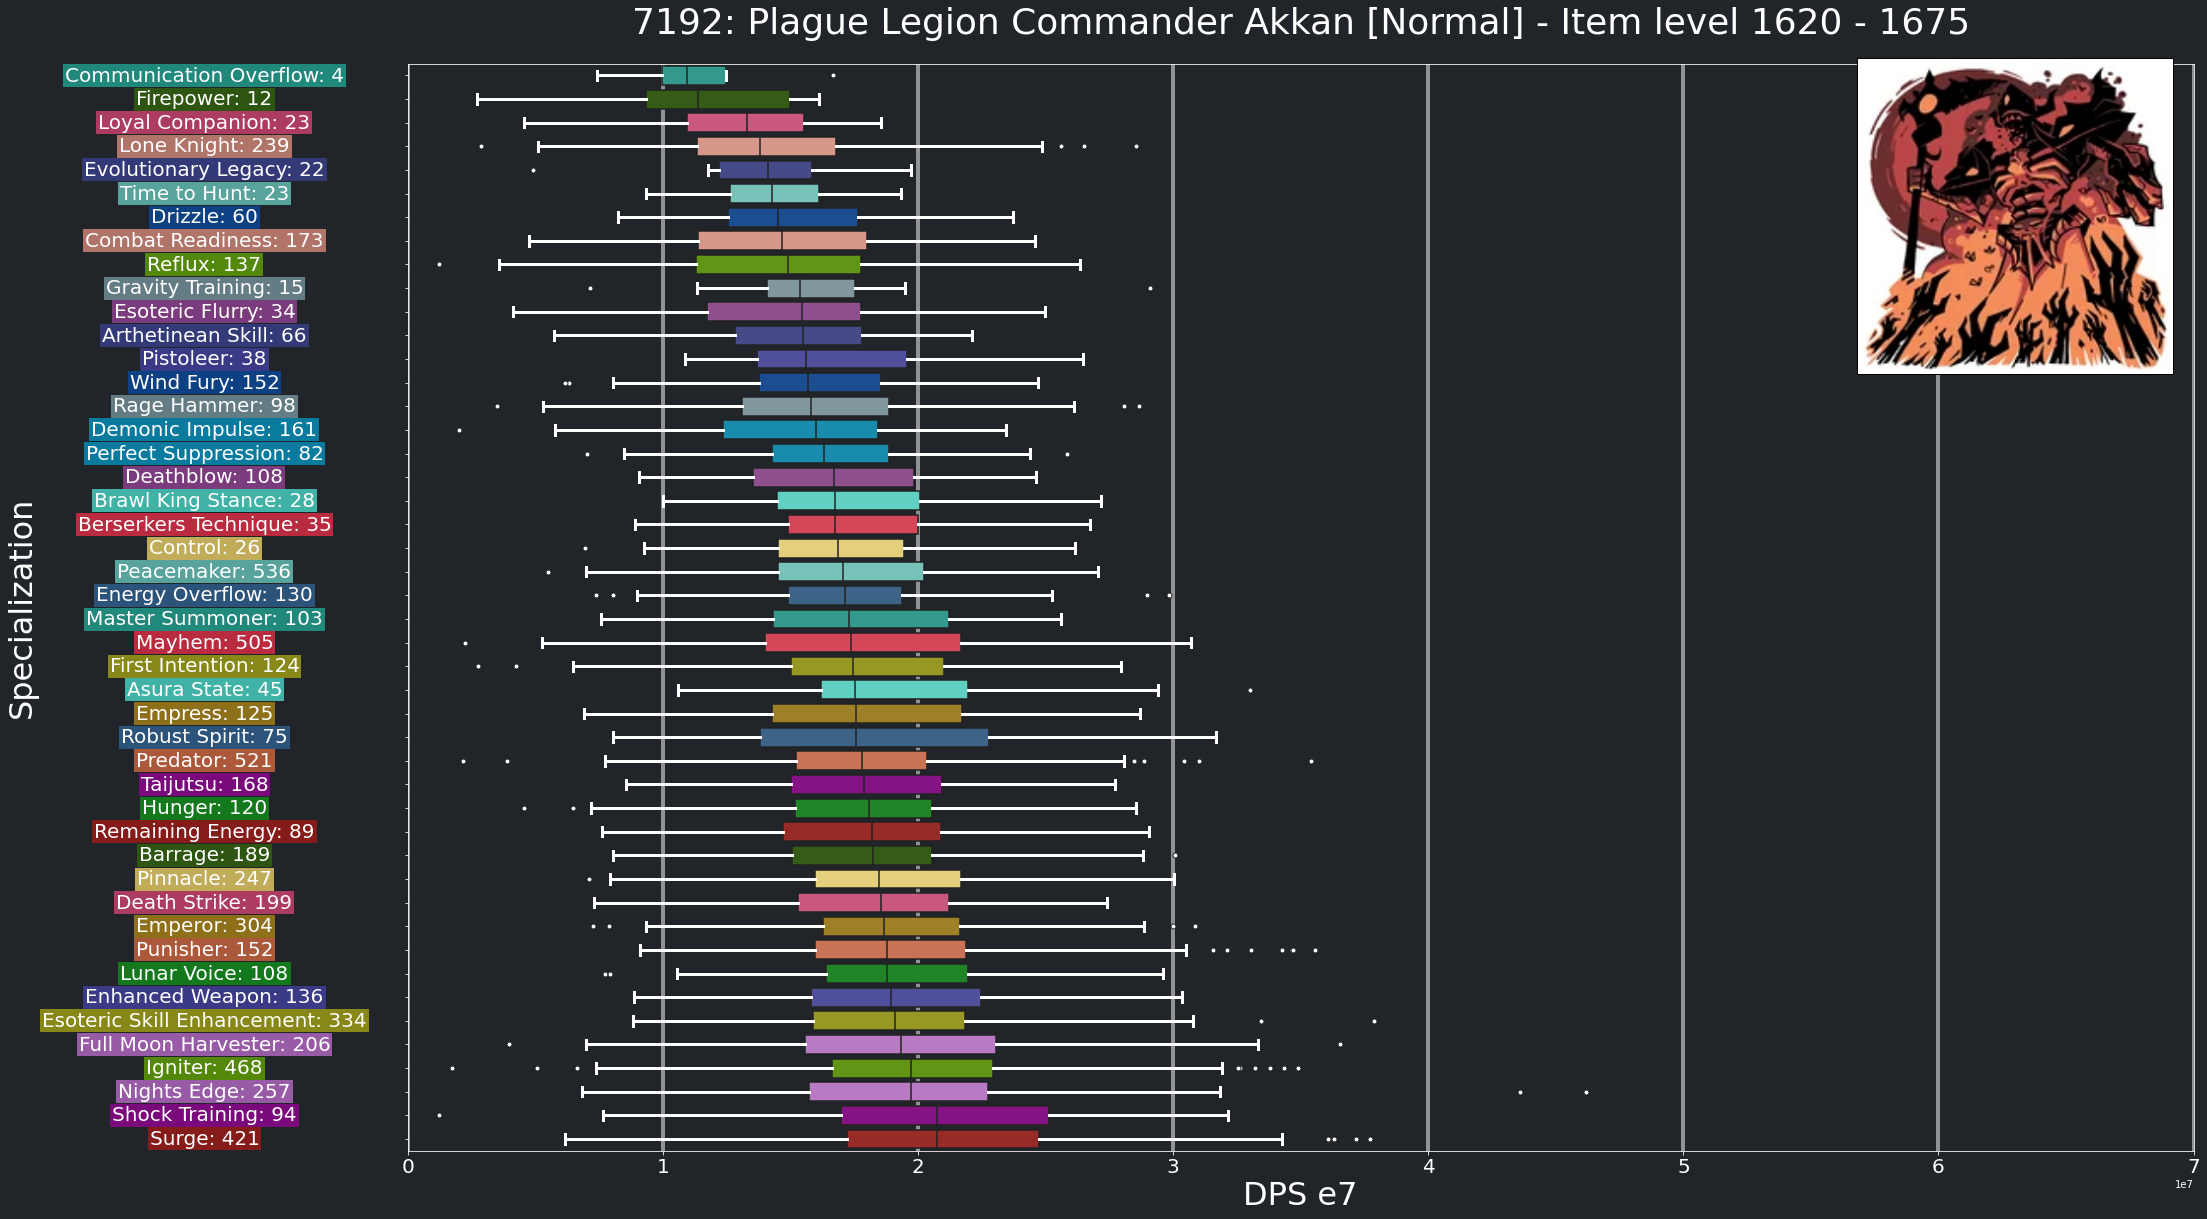 7192: Plague Legion Commander Akkan [Normal] - Item level 1620 - 1675
Specialization
Communication Overflow: 4
Firepower: 12
Loyal Companion: 23
Lone Knight: 239
Evolutionary Legacy: 22
Time to Hunt: 23
Drizzle: 60
Combat Readiness: 173
Reflux: 137
Gravity Training: 15
Esoteric Flurry: 34
Arthetinean Skill: 66
Pistoleer: 38
Wind Fury: 152
Rage Hammer: 98
Demonic Impulse: 161
Perfect Suppression: 82
Deathblow: 108
Brawl King Stance: 28
Berserkers Technique: 35
Control: 26
Peacemaker: 536
Energy Overflow: 130
Master Summoner: 103
Mayhem: 505
First Intention: 124
Asura State: 45
Empress: 125
Robust Spirit: 75
Predator: 521
Taijutsu: 168
Hunger: 120
Remaining Energy: 89
Barrage: 189
Pinnacle: 247
Death Strike: 199
Emperor: 304
Punisher: 152
Lunar Voice: 108
Enhanced Weapon: 136
Esoteric Skill Enhancement: 334
Full Moon Harvester: 206
Igniter: 468
Nights Edge: 257
Shock Training: 94
Surge: 421
0 1 2 3 4 5 6 7
1e7
DPS e7